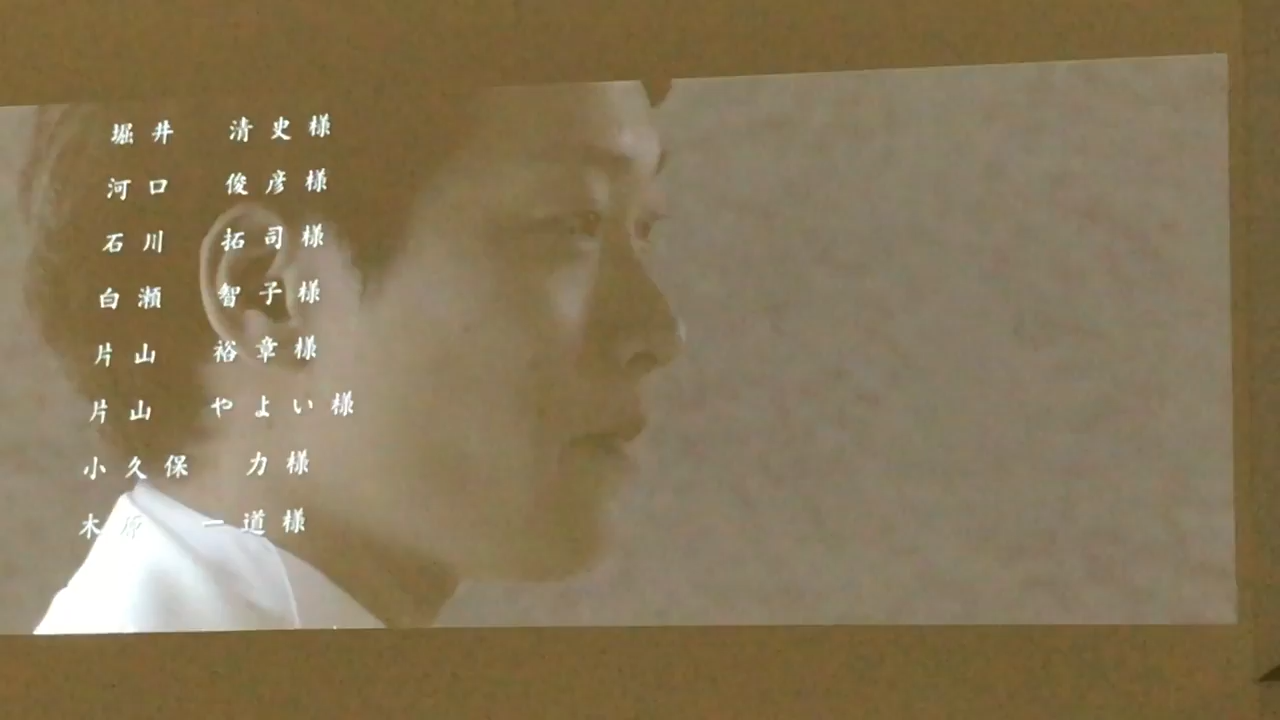 堀井 清史様
河口 俊彦様
石川 拓司様
白瀬 智子様
片山 裕章様
片山 やよい様
小久保 力様
木原 一道様